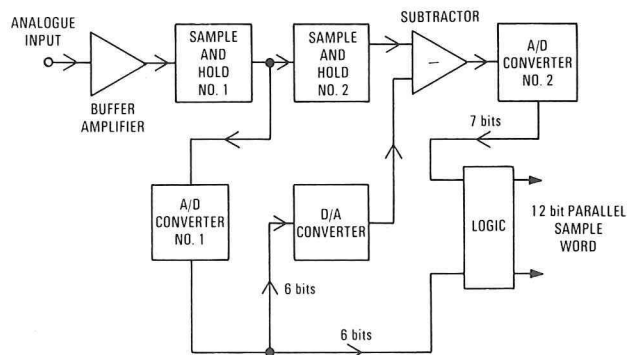 ANALOGUE
INPUT
BUFFER
AMPLIFIER
SAMPLE
AND
HOLD
NO. 1
SAMPLE
AND
HOLD
NO. 2
SUBTRACTOR
–
A/D
CONVERTER
NO. 2
7 bits
A/D
CONVERTER
NO. 1
D/A
CONVERTER
LOGIC
12 bit PARALLEL
SAMPLE
WORD
6 bits
6 bits